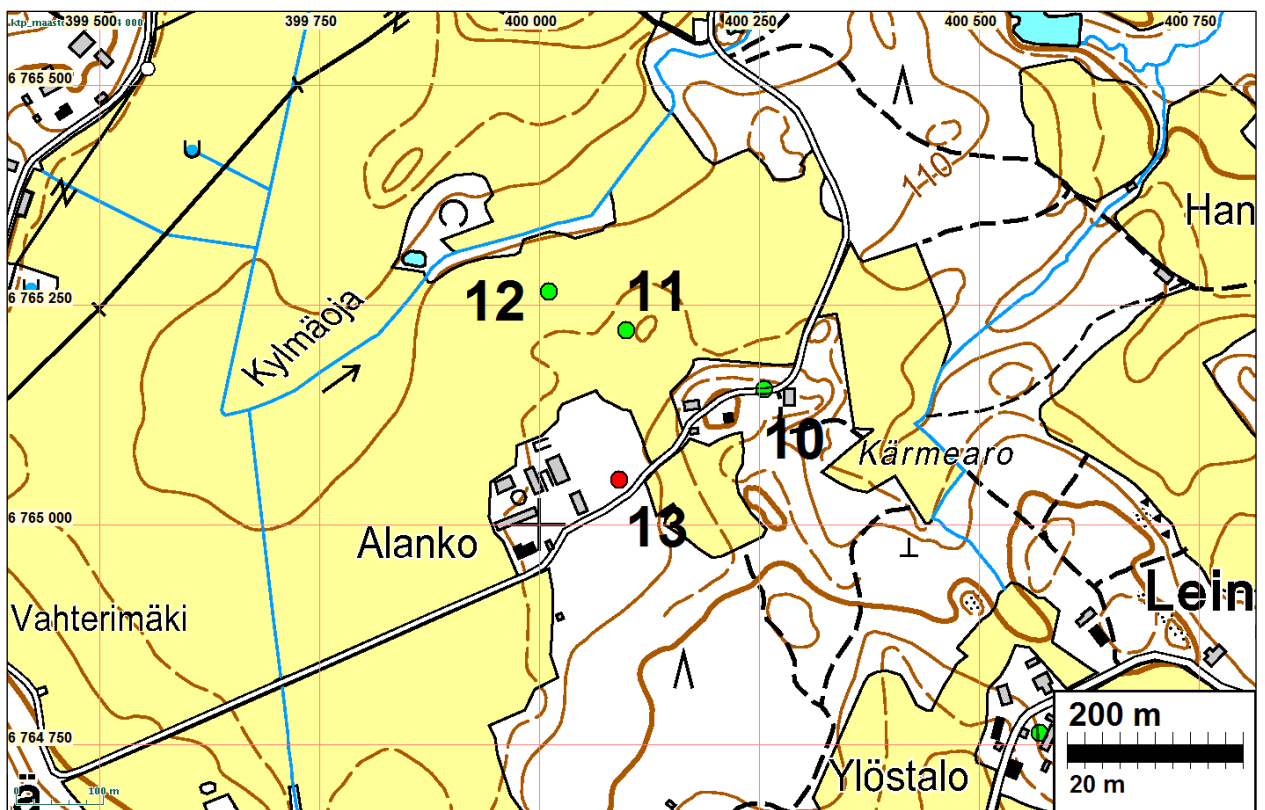 399 500
399 750
400 000
400 250
400 500
400 750
6 765 500
110
Han
12
11
6 765 250
Kylmäoja
10
Kärmearo
6 765 000
13
Alanko
Lein
Vahterimäki
200 m
6 764 750
20 m
Ylöstalo
ä
100 m